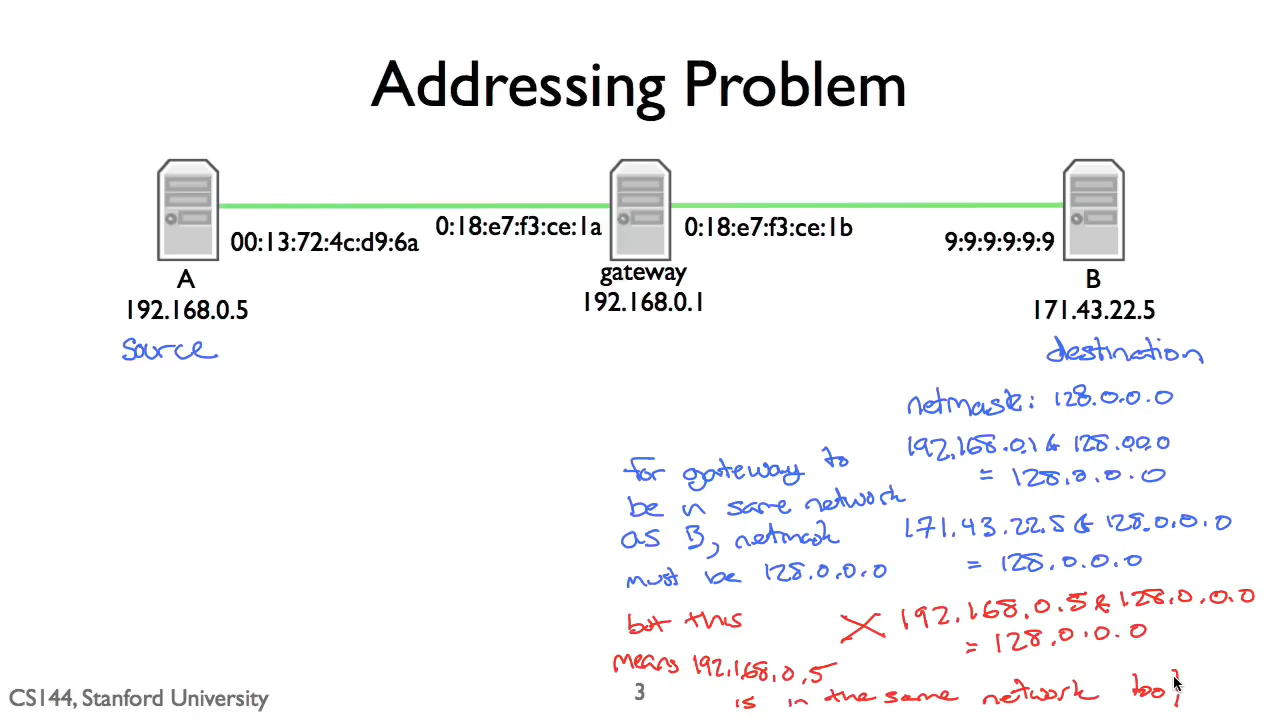 Addressing Problem
00:13:72:4c:d9:6a
0:18:e7:f3:ce:1a
0:18:e7:f3:ce:1b
9:9:9:9:9:9
A
192.168.0.5
source
gateway
192.168.0.1
B
171.43.22.5
destination
netmask: 128.0.0.0
192.168.0.1 & 128.0.0.0
= 128.0.0.0
171.43.22.5 & 128.0.0.0
= 128.0.0.0
for gateway to
be in same network
as B, netmask
must be 128.0.0.0
but this
means 192.168.0.5
is in the same network too!
192.168.0.5 & 128.0.0.0
= 128.0.0.0
CS144, Stanford University
3